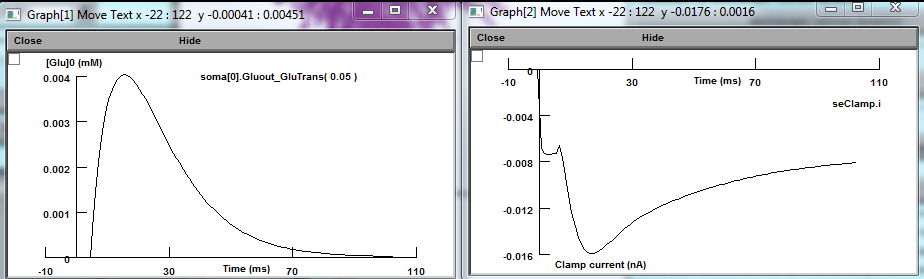 Graph[1] Move Text x -22 : 122  y -0.00041 : 0.00451
Close Hide
[Glu]0 (mM)
soma[0].Gluout_GluTrans( 0.05 )
0.004
0.003
0.002
0.001
0
-10 30 70 110
Time (ms)
Graph[2] Move Text x -22 : 122  y -0.0176 : 0.0016
Close Hide
0
-10 30 70 110
Time (ms)
seClamp.i
-0.004
-0.008
-0.012
-0.016
Clamp current (nA)